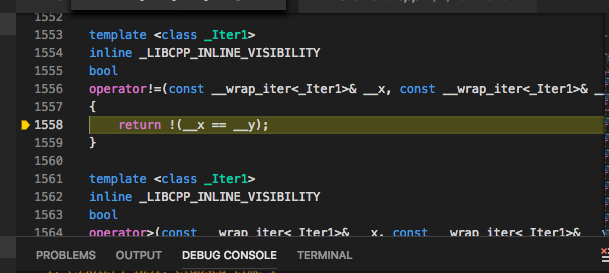 1552
1553 template <class _Iter1>
1554 inline _LIBCPP_INLINE_VISIBILITY
1555 bool
1556 operator!=(const __wrap_iter<_Iter1>& __x, const __wrap_iter<_Iter1>& __
1557 {
1558 return !(__x == __y);
1559 }
1560
1561 template <class _Iter1>
1562 inline _LIBCPP_INLINE_VISIBILITY
1563 bool
1564 operator>(const __wrap_iter<_Iter1>& __x, const __wrap_iter<_Iter1>& __y
PROBLEMS OUTPUT DEBUG CONSOLE TERMINAL